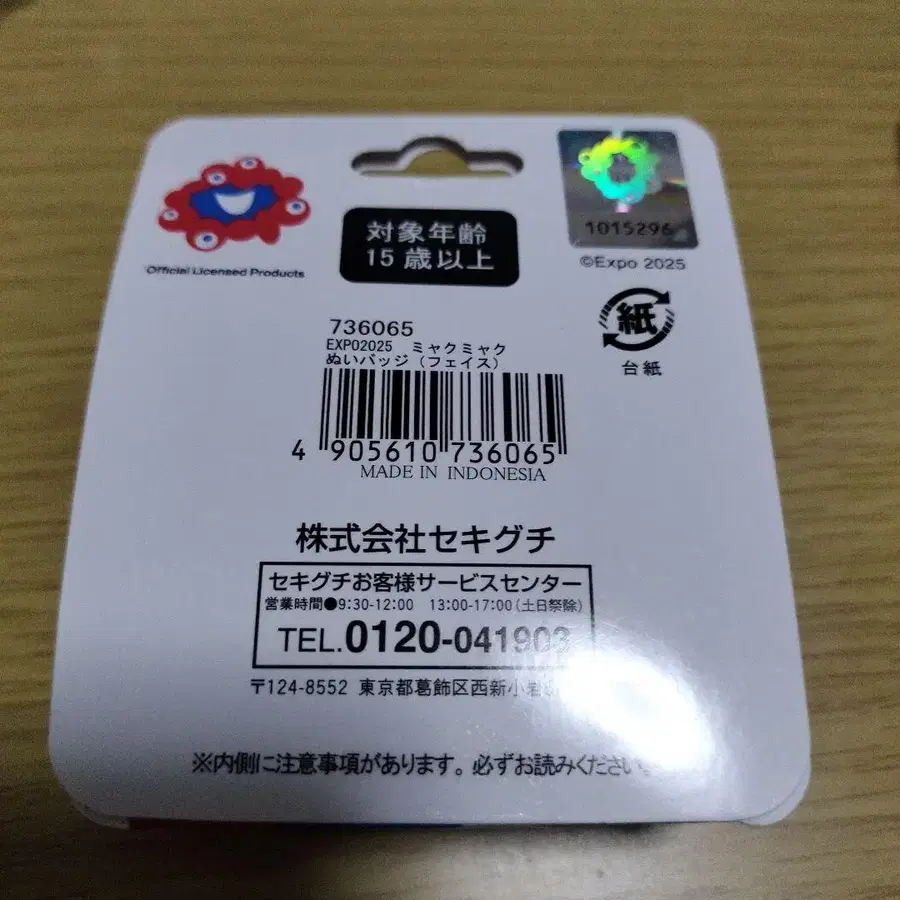 Official Licensed Products
対象年齢
15歳以上
1015296
©Expo 2025
紙
台紙
736065
EXPO2025 ミャクミャク
ぬいバッジ（フェイス）
4 905610 736065
MADE IN INDONESIA
株式会社セキグチ
セキグチお客様サービスセンター
営業時間●9:30-12:00 13:00-17:00(土日祭除)
TEL.0120-041903
〒124-8552 東京都葛飾区西新小岩
※内側に注意事項があります。必ずお読みください。